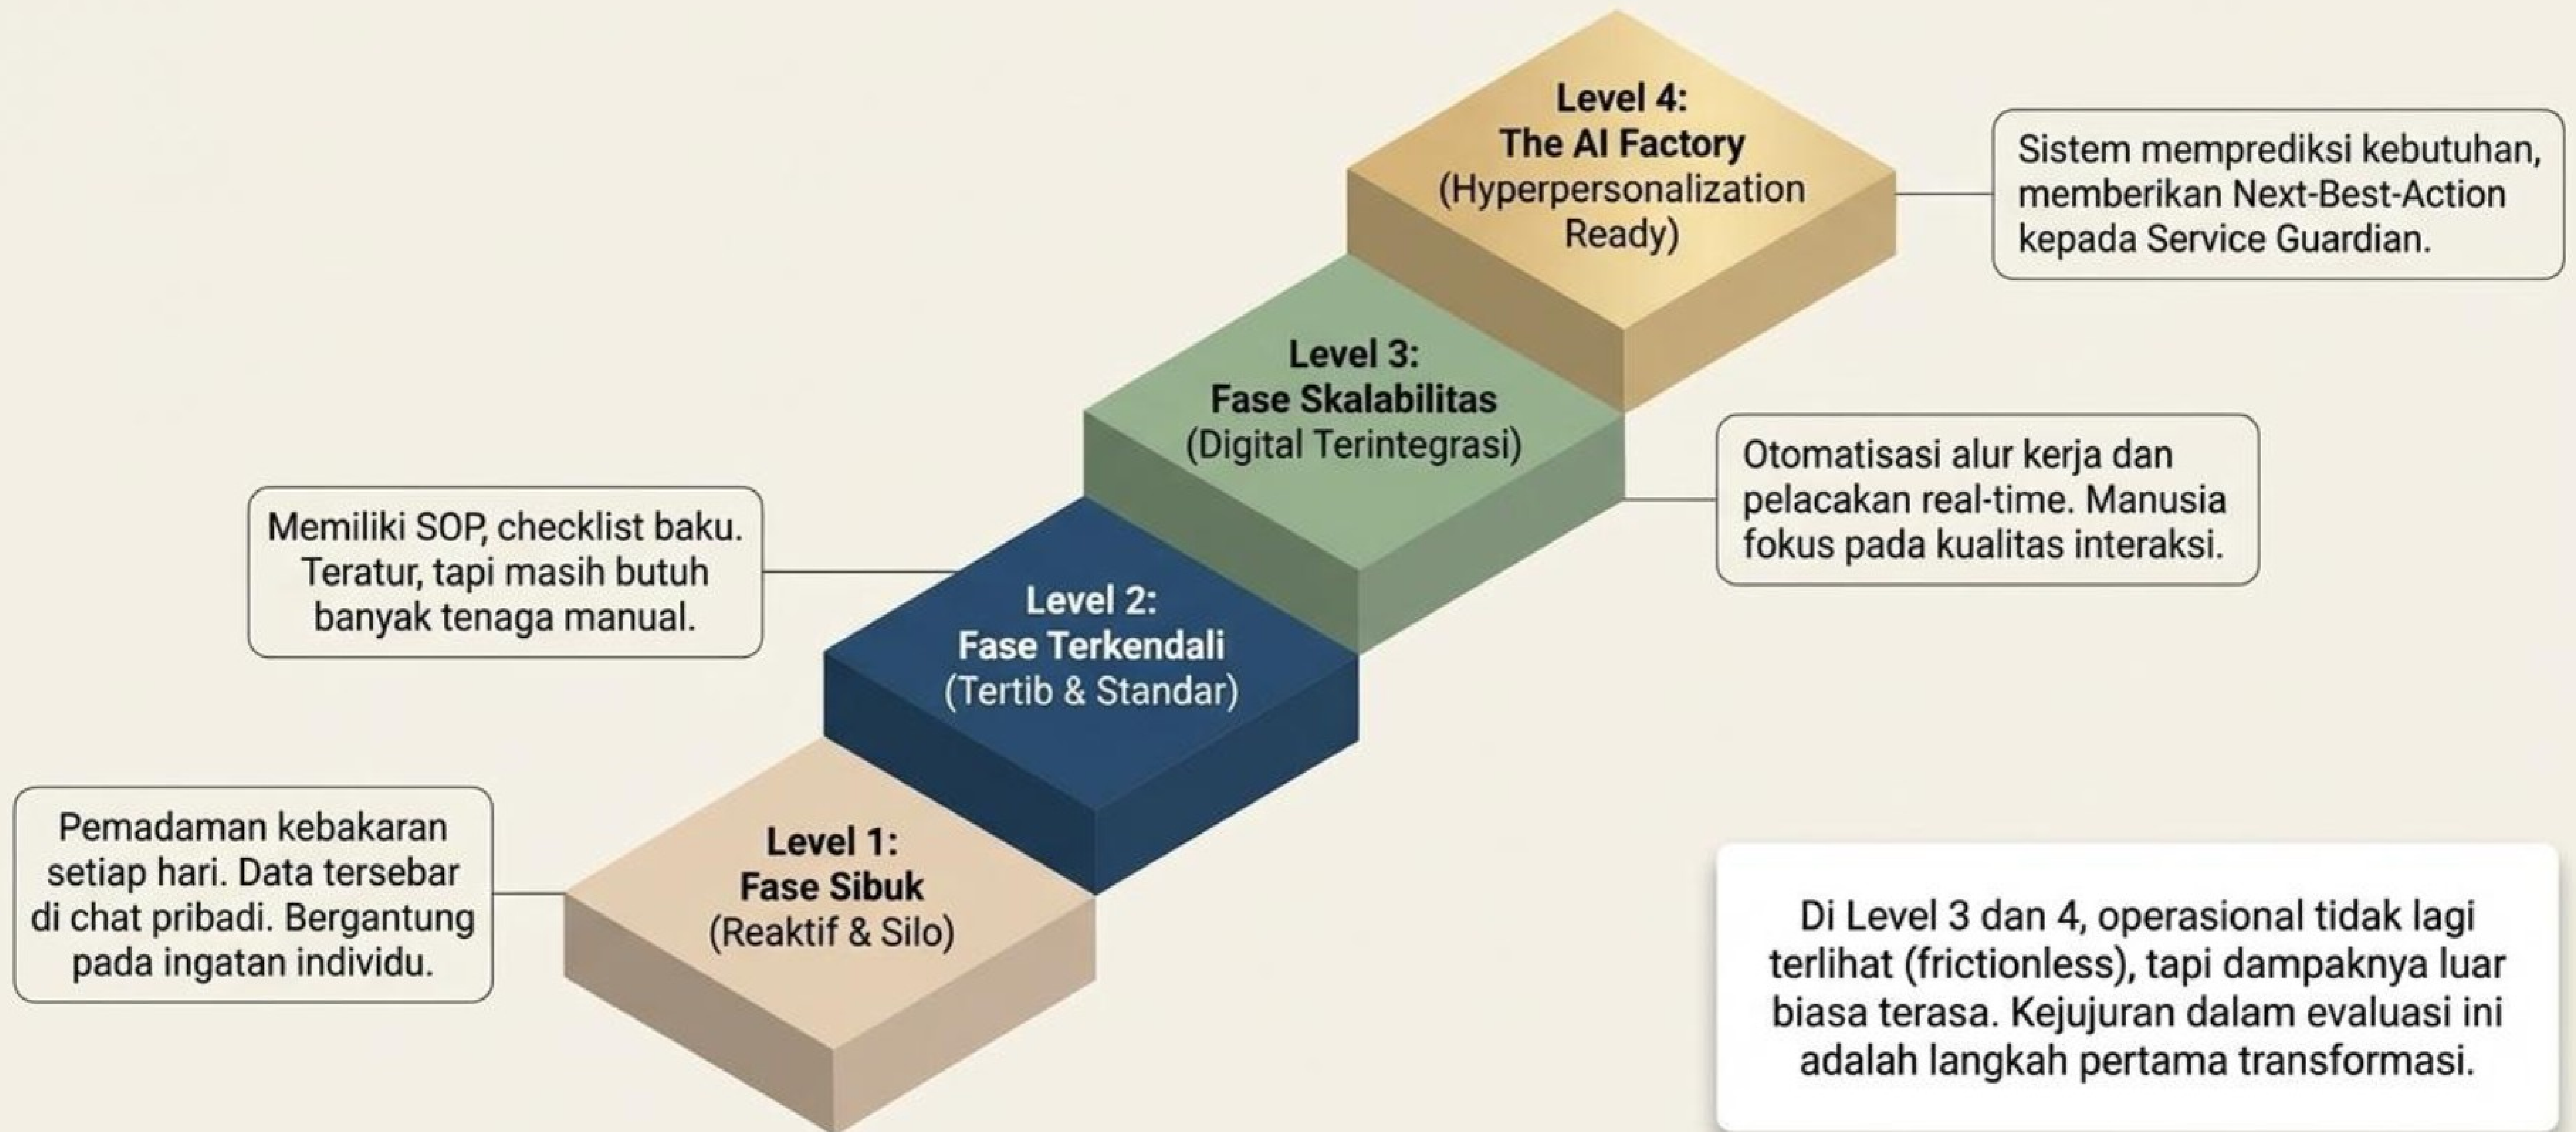 Level 4:
The AI Factory
(Hyperpersonalization
Ready)
Sistem memprediksi kebutuhan,
memberikan Next-Best-Action
kepada Service Guardian.
Level 3:
Fase Skalabilitas
(Digital Terintegrasi)
Otomatisasi alur kerja dan
pelacakan real-time. Manusia
fokus pada kualitas interaksi.
Memiliki SOP, checklist baku.
Teratur, tapi masih butuh
banyak tenaga manual.
Level 2:
Fase Terkendali
(Tertib & Standar)
Pemadaman kebakaran
setiap hari. Data tersebar
di chat pribadi. Bergantung
pada ingatan individu.
Level 1:
Fase Sibuk
(Reaktif & Silo)
Di Level 3 dan 4, operasional tidak lagi
terlihat (frictionless), tapi dampaknya luar
biasa terasa. Kejujuran dalam evaluasi ini
adalah langkah pertama transformasi.